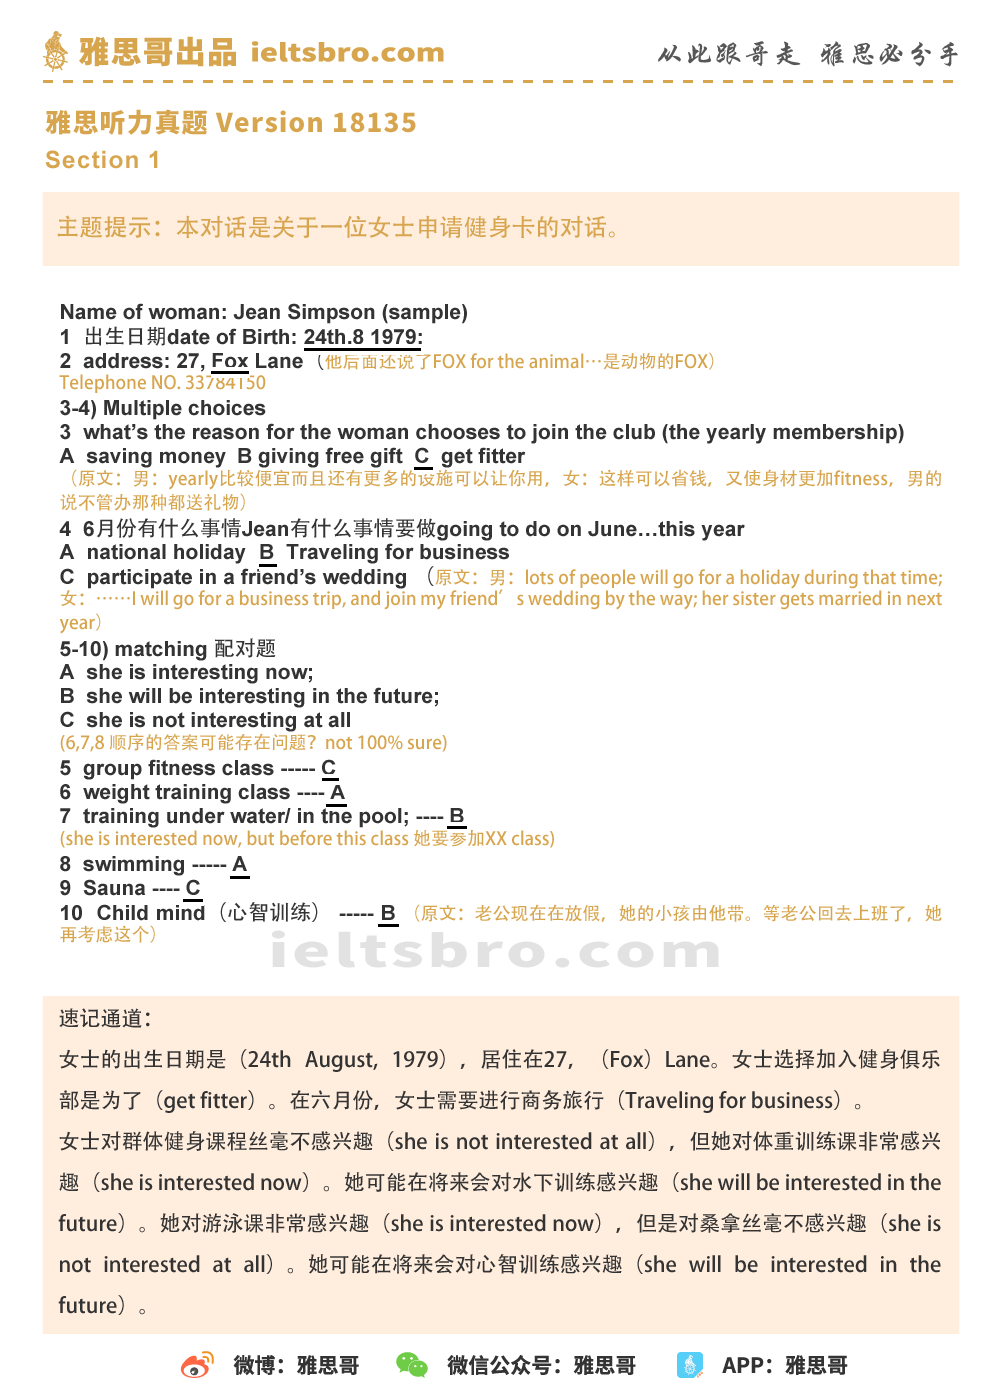 雅思哥出品 ieltsbro.com
从此跟哥走 雅思必分手
雅思听力真题 Version 18135
Section 1
主题提示：本对话是关于一位女士申请健身卡的对话。
Name of woman: Jean Simpson (sample)
1 出生日期date of Birth: 24th.8 1979:
2 address: 27, Fox Lane（他后面还说了FOX for the animal…是动物的FOX）
Telephone NO. 33784150
3-4) Multiple choices
3 what's the reason for the woman chooses to join the club (the yearly membership)
A saving money B giving free gift C get fitter
（原文：男：yearly比较便宜而且还有更多的设施可以让你用，女：这样可以省钱，又使身材更加fitness，男的
说不管办那种都送礼物）
4 6月份有什么事情Jean有什么事情要做going to do on June…this year
A national holiday B Traveling for business
C participate in a friend's wedding （原文：男：lots of people will go for a holiday during that time;
女：……I will go for a business trip, and join my friend′s wedding by the way; her sister gets married in next
year）
5-10) matching 配对题
A she is interesting now;
B she will be interesting in the future;
C she is not interesting at all
(6,7,8 顺序的答案可能存在问题？not 100% sure)
5 group fitness class ----- C
6 weight training class ---- A
7 training under water/ in the pool; ---- B
(she is interested now, but before this class 她要参加XX class)
8 swimming ----- A
9 Sauna ---- C
10 Child mind（心智训练） ----- B （原文：老公现在在放假，她的小孩由他带。等老公回去上班了，她
再考虑这个）
ieltsbro.com
速记通道：
女士的出生日期是（24th August, 1979），居住在27，（Fox）Lane。女士选择加入健身俱乐
部是为了（get fitter）。在六月份，女士需要进行商务旅行（Traveling for business）。
女士对群体健身课程丝毫不感兴趣（she is not interested at all），但她对体重训练课非常感兴
趣（she is interested now）。她可能在将来会对水下训练感兴趣（she will be interested in the
future）。她对游泳课非常感兴趣（she is interested now），但是对桑拿丝毫不感兴趣（she is
not interested at all）。她可能在将来会对心智训练感兴趣（she will be interested in the
future）。
微博：雅思哥 微信公众号：雅思哥 APP：雅思哥